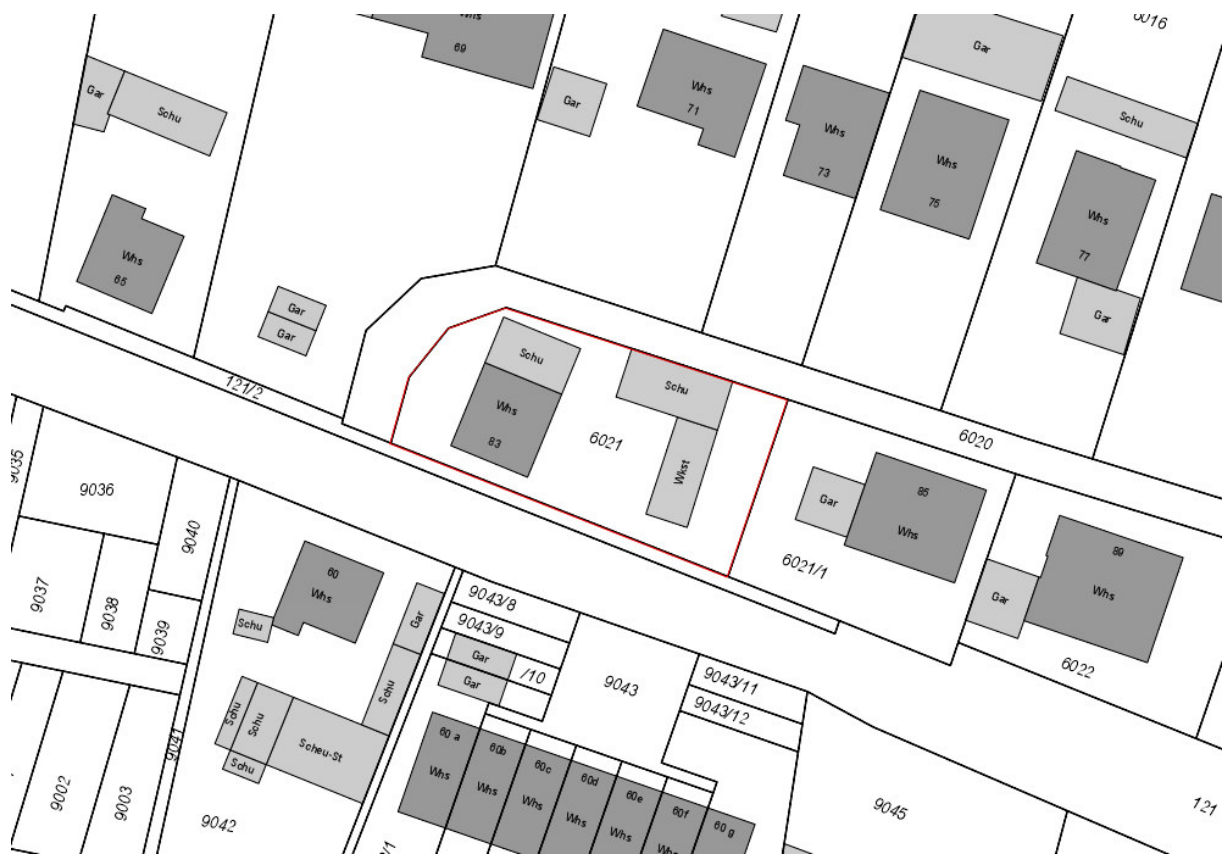 6016
Whs
69
Gar
Whs
71
Gar
Schu
Gar
Whs
73
Whs
75
Schu
Whs
77
Gar
Whs
65
Gar
Gar
121/2
Schu
Whs
83
Schu
6021
Wkst
6020
Gar
85
Whs
6021/1
89
Whs
Gar
6022
9035
9036
9040
9037
9038
9039
60
Whs
Schu
Gar
Schu
9043/8
9043/9
Gar
Gar
/10
9043
9043/11
9043/12
Schu
Schu
Schu
Scheu-St
9041
9002
9003
9042
60 a
Whs
60b
Whs
60c
Whs
60d
Whs
60e
Whs
60f
60 g
9045
121